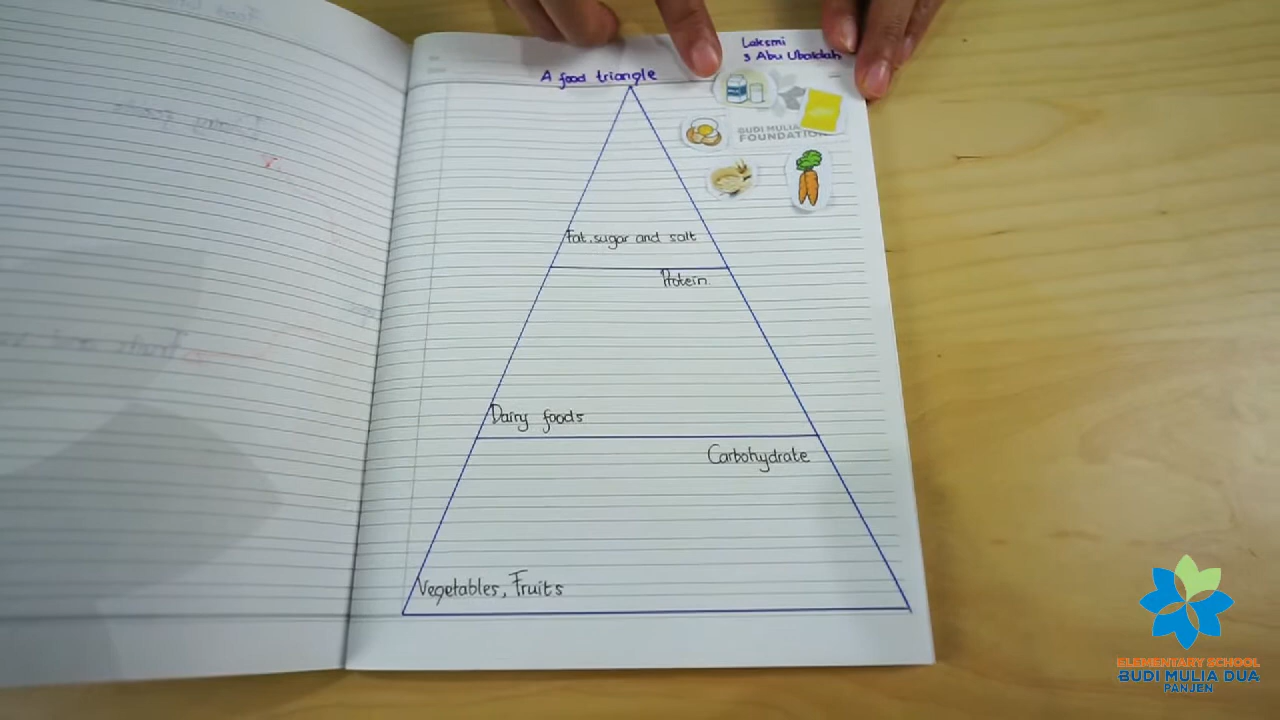 Laksmi
3 Abu Ubaidah
A food triangle
BUDI MULIA
FOUNDATION
Fat, sugar and salt
Protein
Dairy foods
Carbohydrate
Vegetables, Fruits
ELEMENTARY SCHOOL
BUDI MULIA DUA
PANJEN